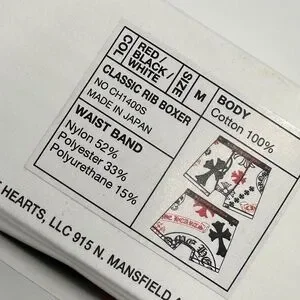 COL
RED/
BLACK/
WHITE
SIZE
M
CLASSIC RIB BOXER
NO CH1400S
MADE IN JAPAN
BODY
Cotton 100%
WAIST BAND
Nylon 52%
Polyester 33%
Polyurethane 15%
HEARTS, LLC 915 N. MANSFIELD